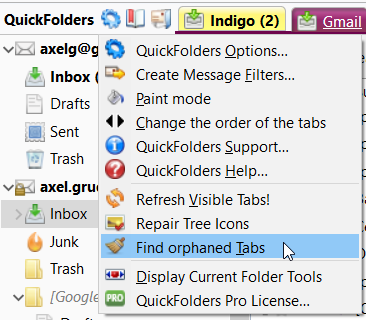 QuickFolders Indigo (2) Gmail
axelg@g
Inbox (
Drafts
Sent
Trash
axel.grue
Inbox
Junk
Trash
[Google
Drafts
QuickFolders Options...
Create Message Filters...
Paint mode
Change the order of the tabs
QuickFolders Support...
QuickFolders Help...
Refresh Visible Tabs!
Repair Tree Icons
Find orphaned Tabs
Display Current Folder Tools
PRO QuickFolders Pro License...